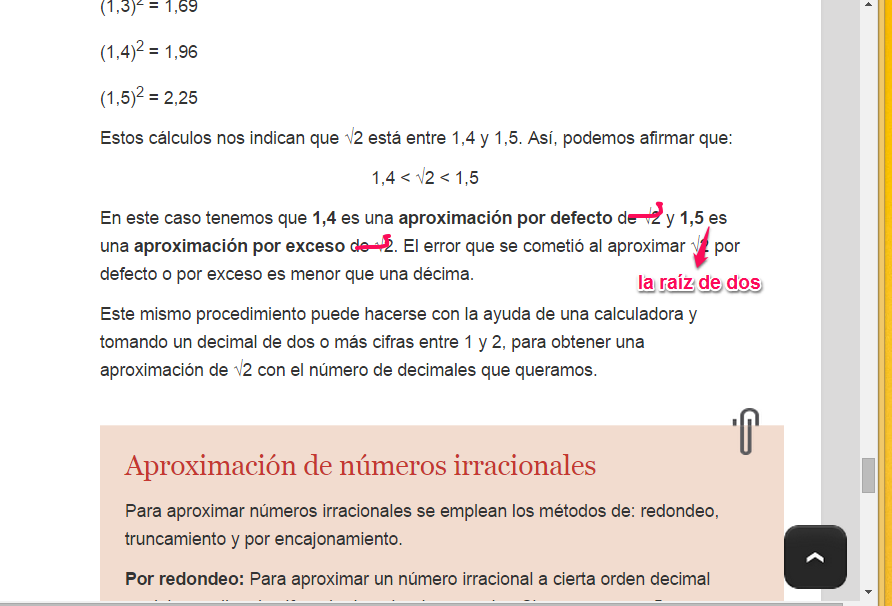 (1,3)² = 1,69
(1,4)² = 1,96
(1,5)² = 2,25
Estos cálculos nos indican que √2 está entre 1,4 y 1,5. Así, podemos afirmar que:
1,4 < √2 < 1,5
En este caso tenemos que 1,4 es una aproximación por defecto de √2 y 1,5 es
una aproximación por exceso de √2. El error que se cometió al aproximar √2 por
defecto o por exceso es menor que una décima.
la raíz de dos
Este mismo procedimiento puede hacerse con la ayuda de una calculadora y
tomando un decimal de dos o más cifras entre 1 y 2, para obtener una
aproximación de √2 con el número de decimales que queramos.
Aproximación de números irracionales
Para aproximar números irracionales se emplean los métodos de: redondeo,
truncamiento y por encajonamiento.
Por redondeo: Para aproximar un número irracional a cierta orden decimal